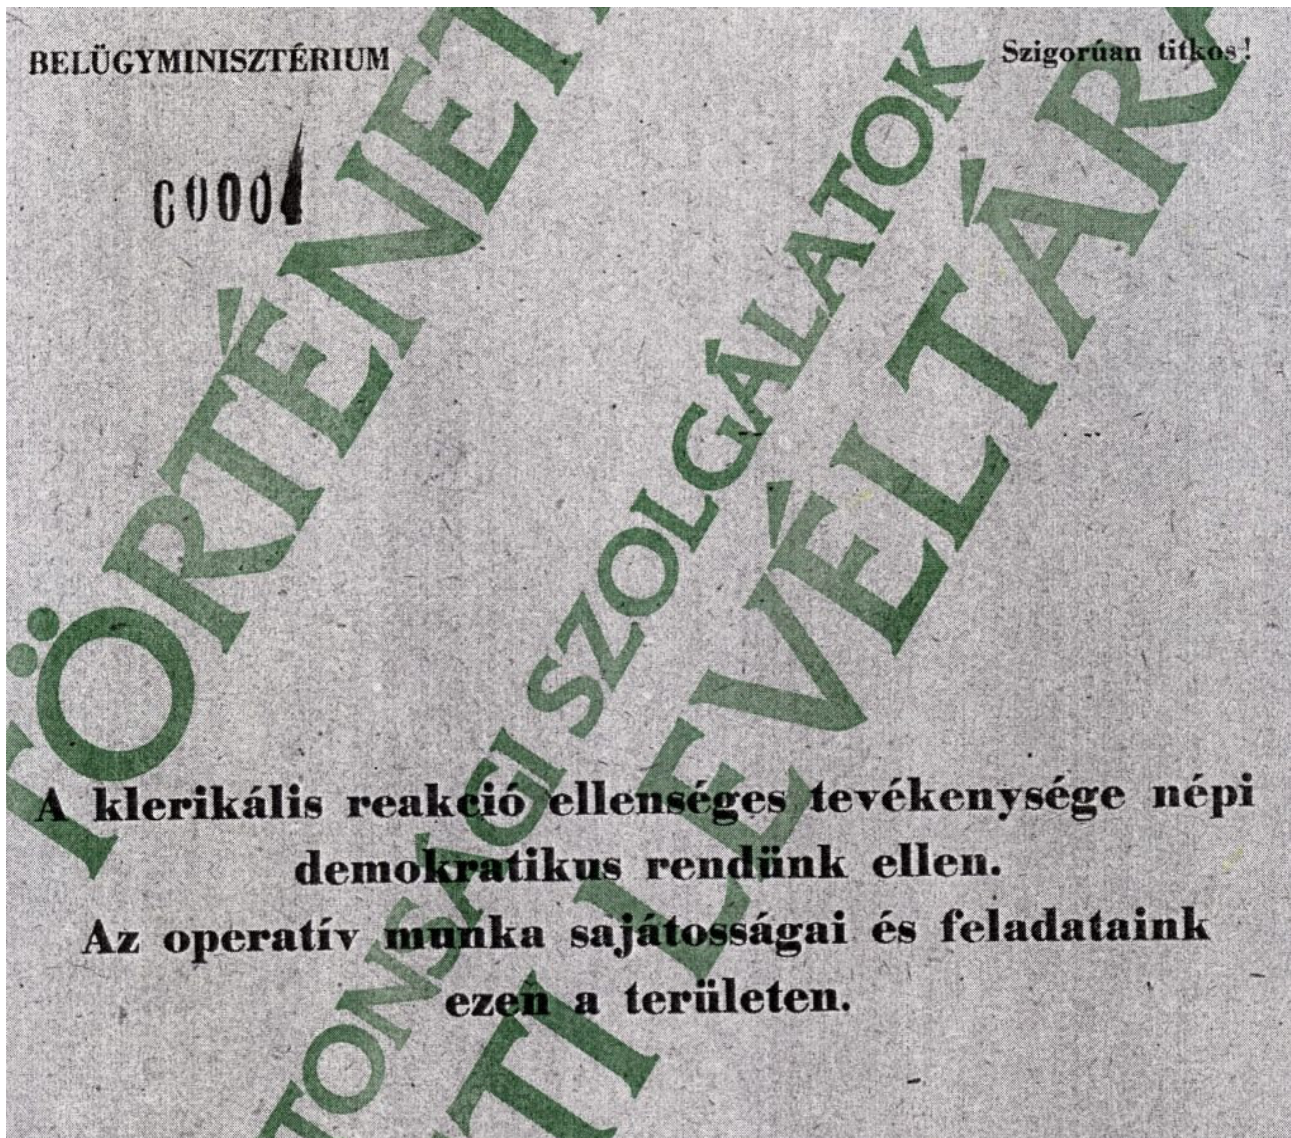 BELÜGYMINISZTÉRIUM
Szigorúan titkos!
A klerikális reakció ellenséges tevékenysége népi
demokratikus rendünk ellen.
Az operatív munka sajátosságai és feladataink
ezen a területen.
TÖRTÉNETI LEVÉLTÁRA
SZOLGÁLATOK